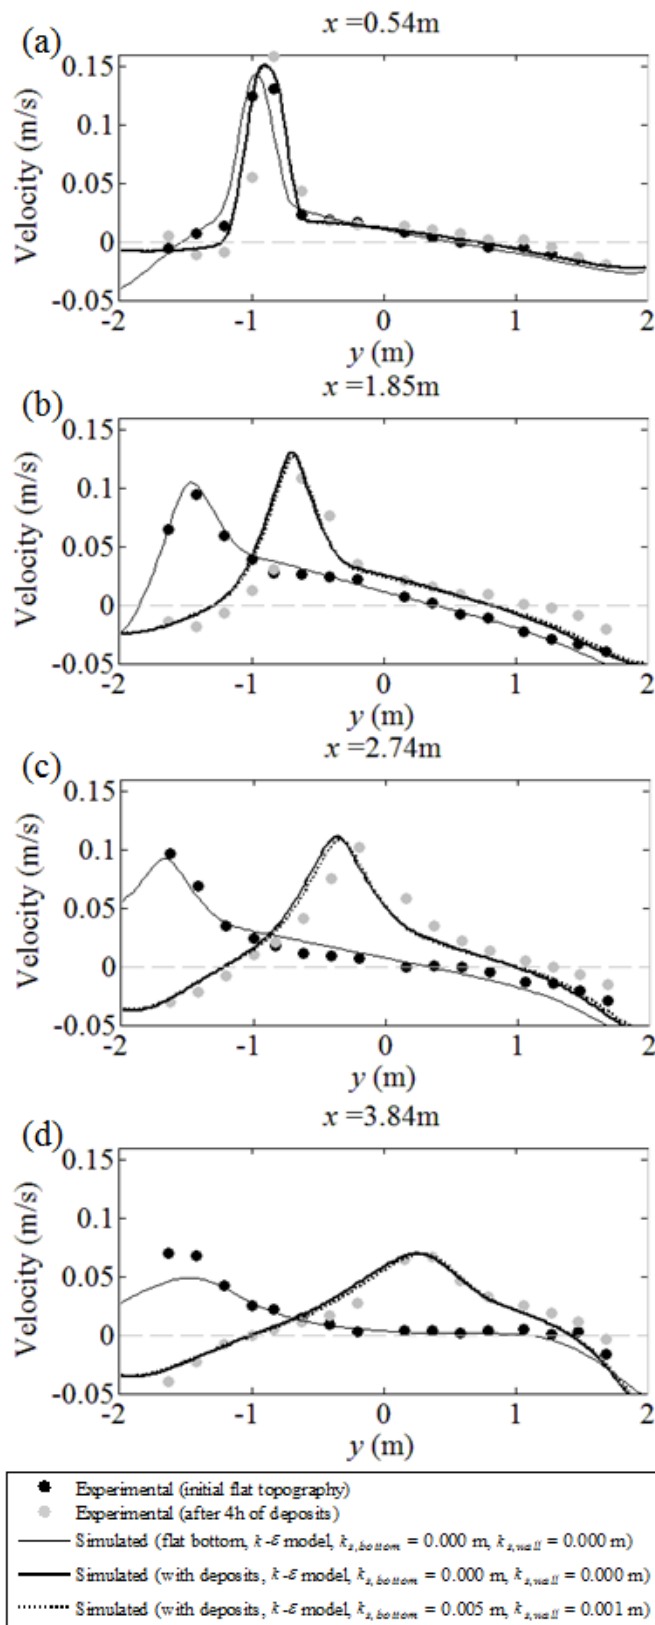 x =0.54m
(a)
0.15
0.1
0.05
0
-0.05
Velocity (m/s)
-2 -1 0 1 2
y (m)
x =1.85m
(b)
0.15
0.1
0.05
0
-0.05
Velocity (m/s)
-2 -1 0 1 2
y (m)
x =2.74m
(c)
0.15
0.1
0.05
0
-0.05
Velocity (m/s)
-2 -1 0 1 2
y (m)
x =3.84m
(d)
0.15
0.1
0.05
0
-0.05
Velocity (m/s)
-2 -1 0 1 2
y (m)
Experimental (initial flat topography)
Experimental (after 4h of deposits)
Simulated (flat bottom, k-ε model, ks,bottom = 0.000 m, ks,wall = 0.000 m)
Simulated (with deposits, k-ε model, ks,bottom = 0.000 m, ks,wall = 0.000 m)
Simulated (with deposits, k-ε model, ks,bottom = 0.005 m, ks,wall = 0.001 m)